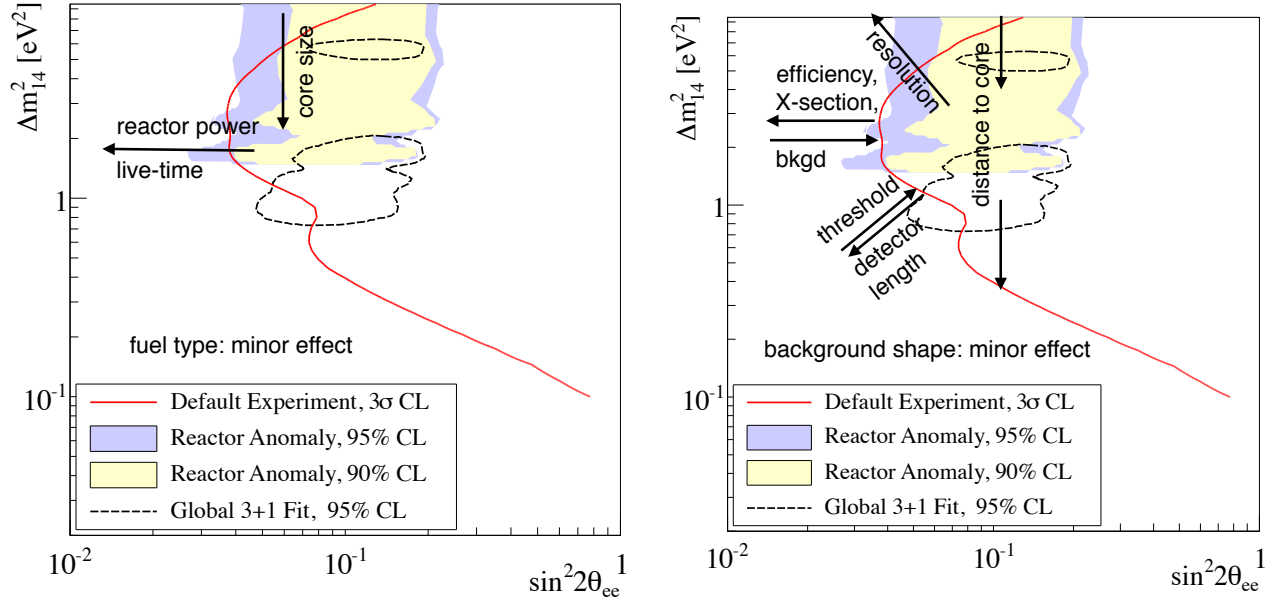 Δm²₁₄ [eV²]
core size
reactor power
live-time
1
fuel type: minor effect
10⁻¹
Default Experiment, 3σ CL
Reactor Anomaly, 95% CL
Reactor Anomaly, 90% CL
Global 3+1 Fit, 95% CL
10⁻²
10⁻¹
1
sin²2θₑₑ
Δm²₁₄ [eV²]
resolution
efficiency,
X-section,
bkgd
distance to core
1
threshold
detector
length
background shape: minor effect
10⁻¹
Default Experiment, 3σ CL
Reactor Anomaly, 95% CL
Reactor Anomaly, 90% CL
Global 3+1 Fit, 95% CL
10⁻²
10⁻¹
1
sin²2θₑₑ